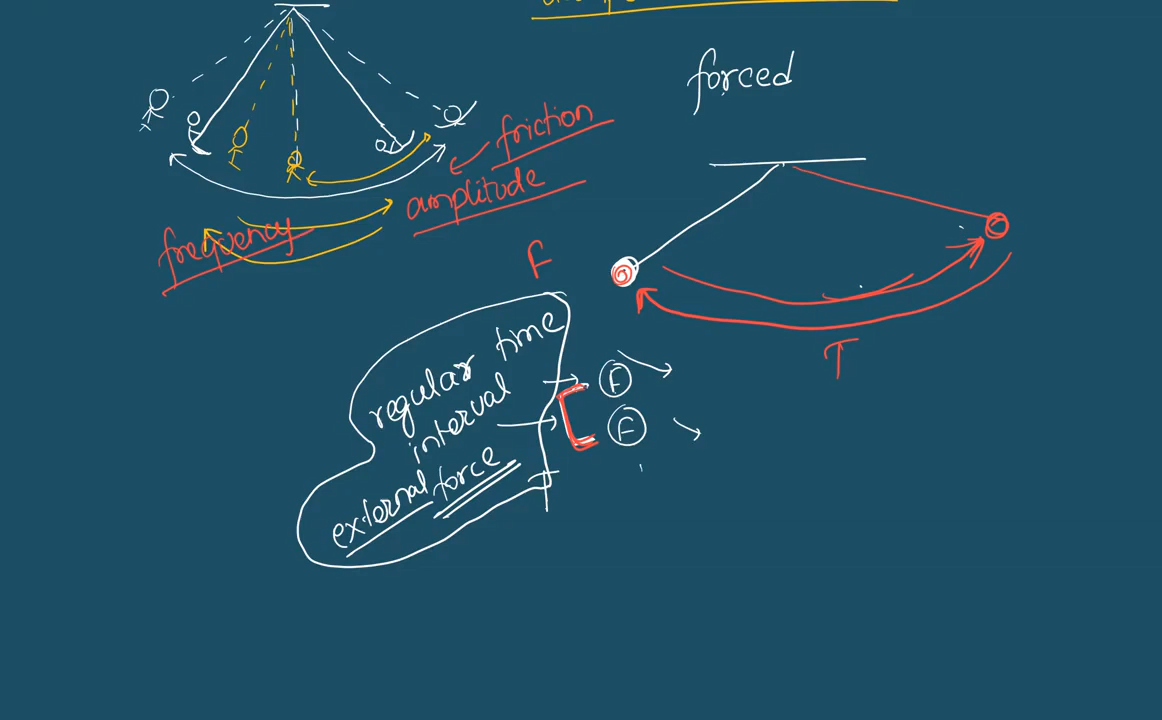 forced
friction
amplitude
frequency
F
regular time
interval
external force
F
F
T